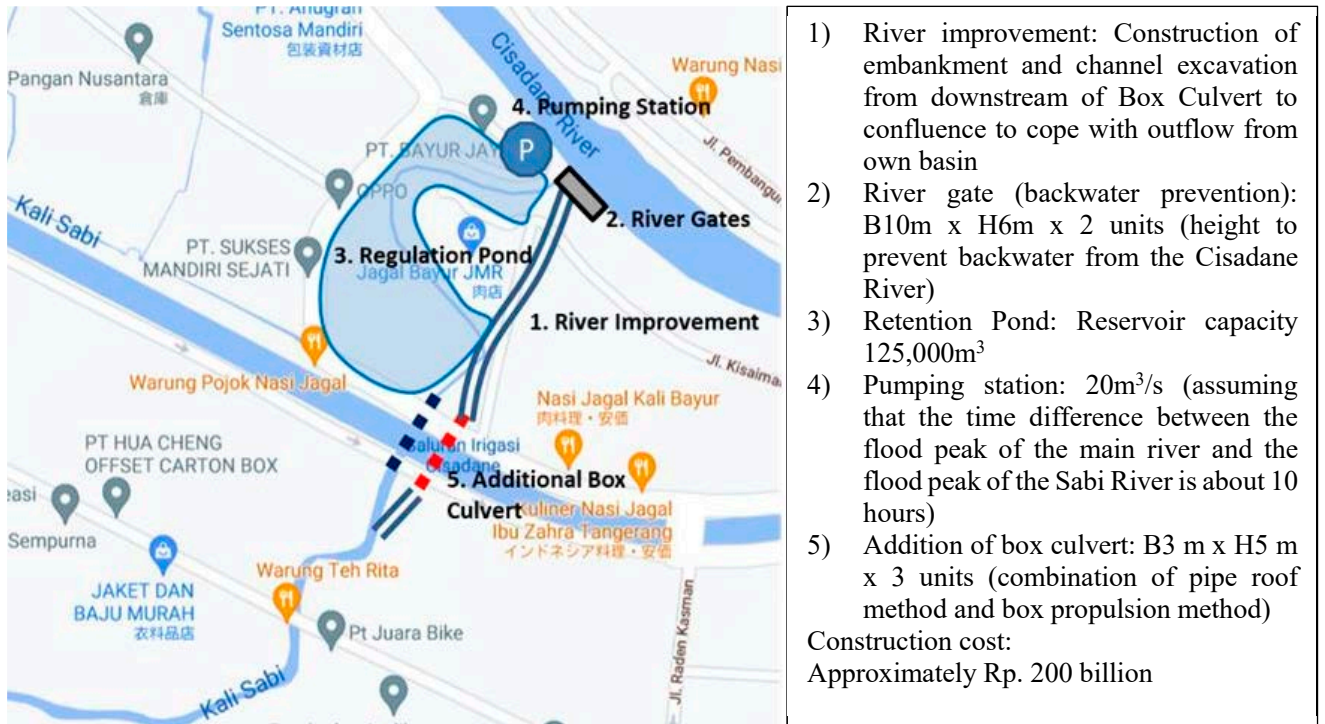 PT. Anugrah
Sentosa Mandiri
包装資材店
Pangan Nusantara
倉庫
Cisadane River
Warung Nasi
4. Pumping Station
P
PT. BAYUR JAY
Jl. Pembangun
OPPO
2. River Gates
Kali Sabi
PT. SUKSES
MANDIRI SEJATI
3. Regulation Pond
Jagal Bayur JMR
肉店
1. River Improvement
Jl. Kisaima
Warung Pojok Nasi Jagal
Nasi Jagal Kali Bayur
肉料理・安価
PT HUA CHENG
OFFSET CARTON BOX
Saluran Irigasi
Cisadane
5. Additional Box
Culvert
easi
Sempurna
Kuliner Nasi Jagal
Ibu Zahra Tangerang
インドネシア料理・安価
JAKET DAN
BAJU MURAH
衣料品店
Warung Teh Rita
Pt Juara Bike
Jl. Raden Kasman
Kali Sabi
1) River improvement: Construction of
embankment and channel excavation
from downstream of Box Culvert to
confluence to cope with outflow from
own basin
2) River gate (backwater prevention):
B10m x H6m x 2 units (height to
prevent backwater from the Cisadane
River)
3) Retention Pond: Reservoir capacity
125,000m³
4) Pumping station: 20m³/s (assuming
that the time difference between the
flood peak of the main river and the
flood peak of the Sabi River is about 10
hours)
5) Addition of box culvert: B3 m x H5 m
x 3 units (combination of pipe roof
method and box propulsion method)
Construction cost:
Approximately Rp. 200 billion